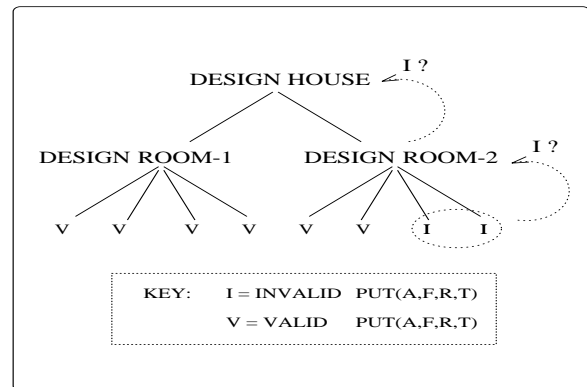 I ?
DESIGN HOUSE
I ?
DESIGN ROOM-1 DESIGN ROOM-2
V V V V V V I I
KEY: I = INVALID PUT(A,F,R,T)
V = VALID PUT(A,F,R,T)